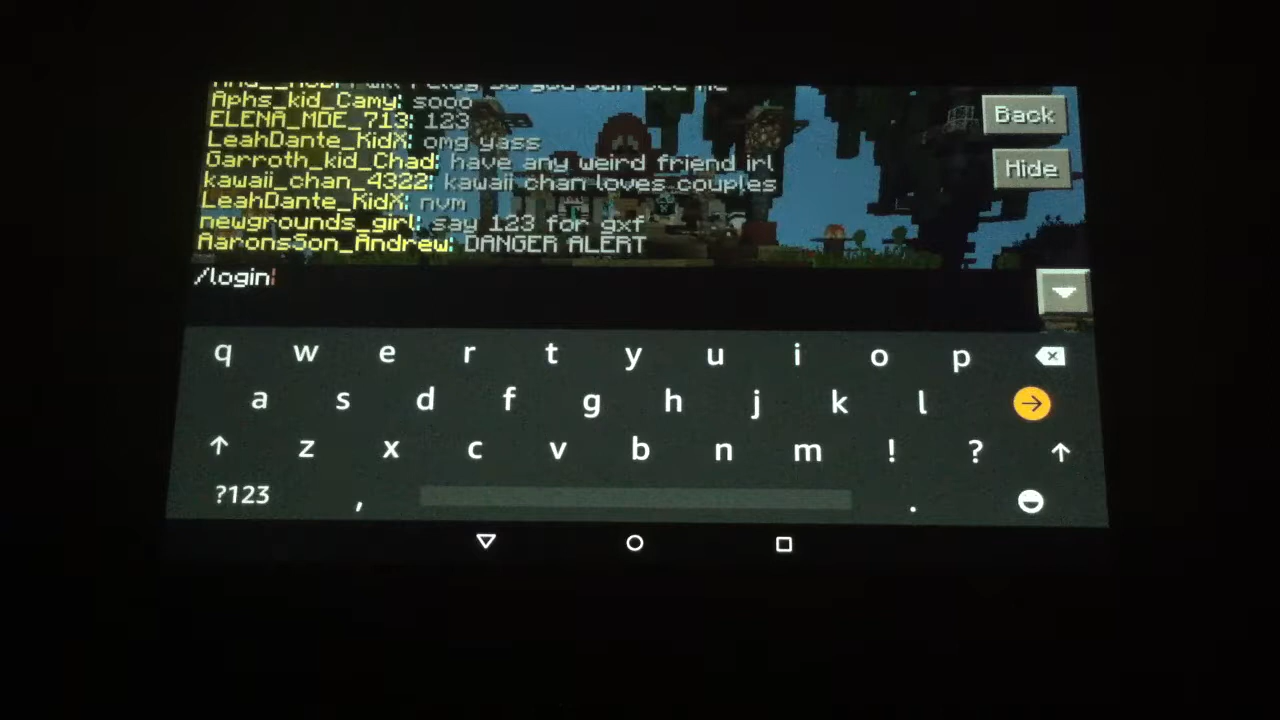 Aphs_kid_Camy: sooo
ELENA_MDE_713: 123
LeahDante_KidX: omg yass
Garroth_kid_Chad: have any weird friend irl
kawaii_chan_4322: kawaii chan loves couples
LeahDante_KidX: nvm
newgrounds_girl: say 123 for gxf
AaronsSon_Andrew: DANGER ALERT
Back
Hide
/login
q w e r t y u i o p
a s d f g h j k l
z x c v b n m ! ?
?123 , .